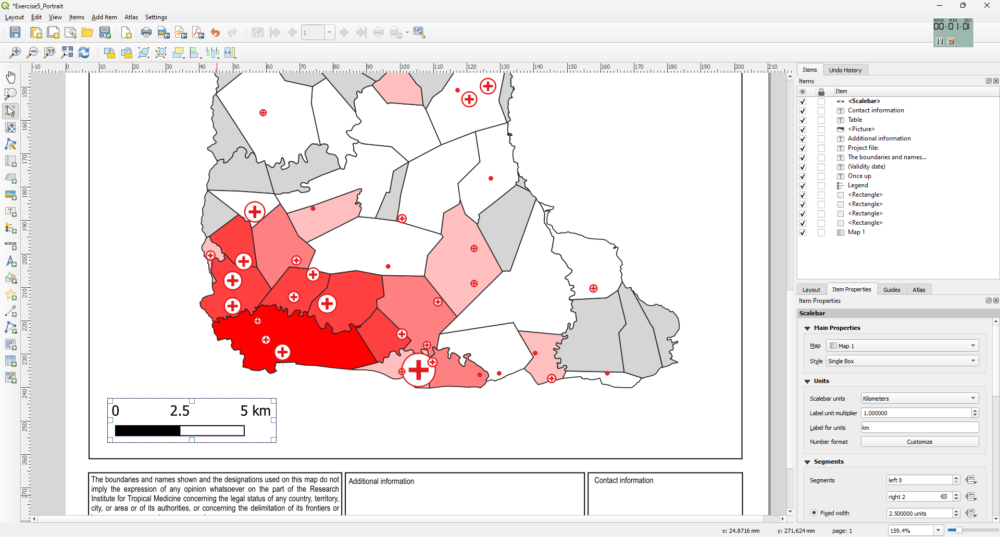 *Exercise5_Portrait
Layout Edit View Items Add Item Atlas Settings
HOUR MIN SEC
00:01:01
1
-10 0 10 20 30 40 50 60 70 80 90 100 110 120 130 140 150 160 170 180 190 200 210
150
160
170
180
190
200
210
220
230
240
250
260
270
Items Undo History
Items
Item
<Scalebar>
Contact information
Table
<Picture>
Additional information
Project file:
The boundaries and names...
(Validity date)
Once up
Legend
<Rectangle>
<Rectangle>
<Rectangle>
<Rectangle>
Map 1
Layout Item Properties Guides Atlas
Item Properties
Scalebar
Main Properties
Map Map 1
Style Single Box
Units
Scalebar units Kilometers
Label unit multiplier 1.000000
Label for units km
Number format Customize
Segments
Segments left 0
right 2
Fixed width 2.500000 units
0 2.5 5 km
The boundaries and names shown and the designations used on this map do not
imply the expression of any opinion whatsoever on the part of the Research
Institute for Tropical Medicine concerning the legal status of any country, territory,
city, or area or of its authorities, or concerning the delimitation of its frontiers or
Additional information
Contact information
x: 24.8716 mm y: 271.624 mm page: 1 159.4%